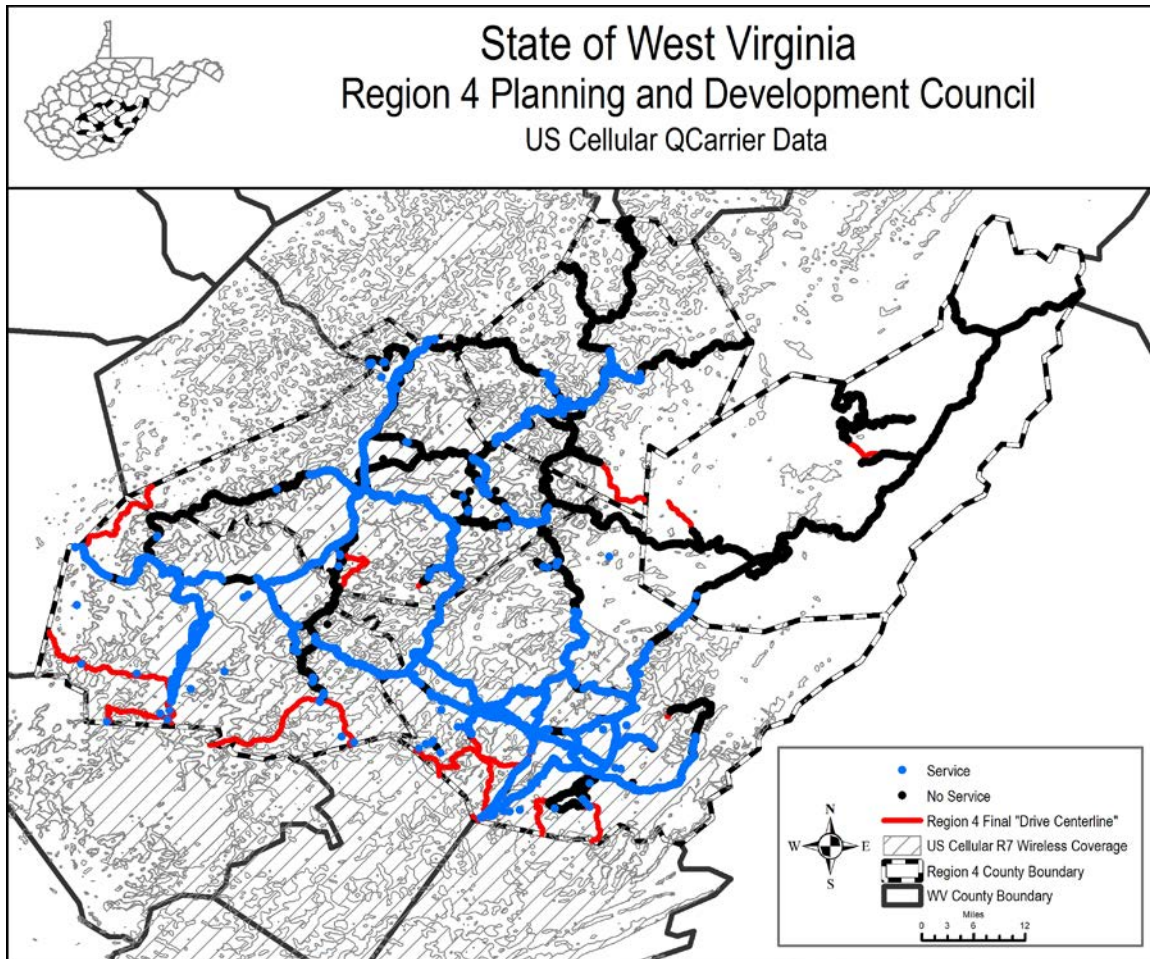 State of West Virginia
Region 4 Planning and Development Council
US Cellular QCarrier Data
Service
No Service
Region 4 Final "Drive Centerline"
US Cellular R7 Wireless Coverage
Region 4 County Boundary
WV County Boundary
N
W E
S
Miles
0 3 6 12